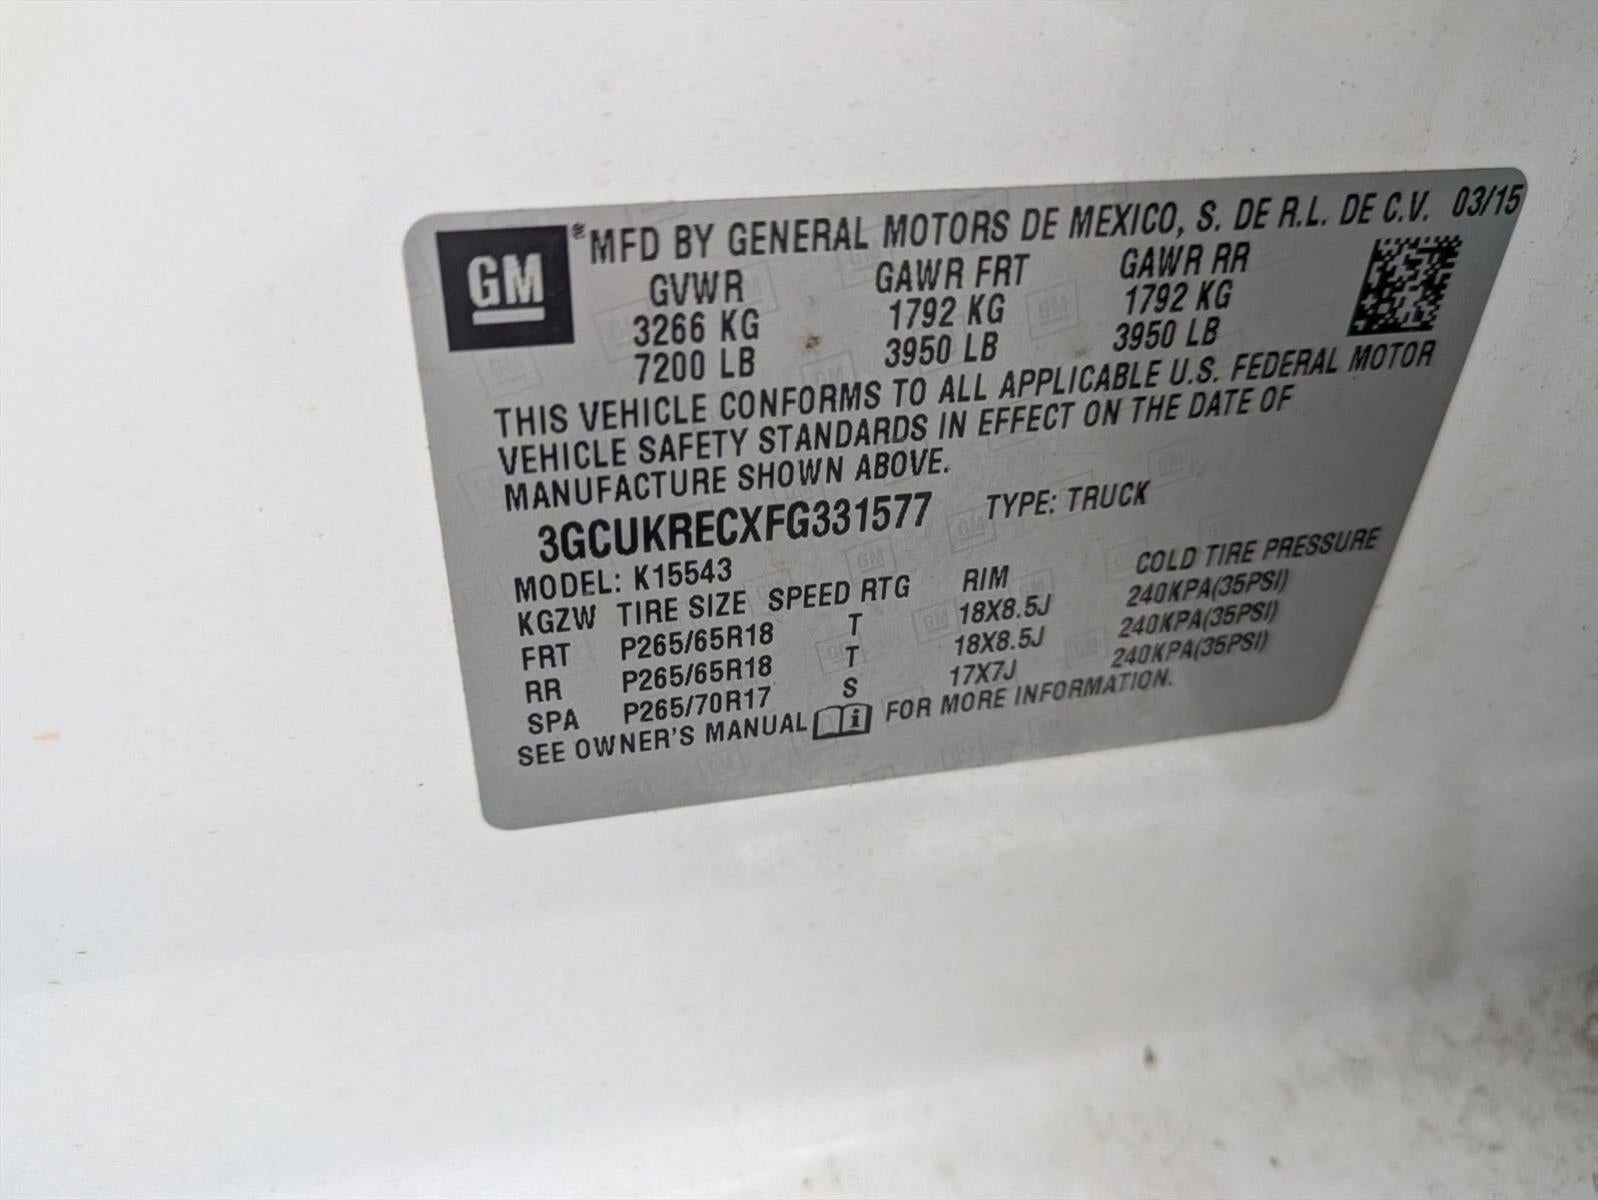 GM
MFD BY GENERAL MOTORS DE MEXICO, S. DE R.L. DE C.V. 03/15
GVWR GAWR FRT GAWR RR
3266 KG 1792 KG 1792 KG
7200 LB 3950 LB 3950 LB
THIS VEHICLE CONFORMS TO ALL APPLICABLE U.S. FEDERAL MOTOR
VEHICLE SAFETY STANDARDS IN EFFECT ON THE DATE OF
MANUFACTURE SHOWN ABOVE.
3GCUKRECXFG331577 TYPE: TRUCK
MODEL: K15543
KGZW TIRE SIZE SPEED RTG RIM COLD TIRE PRESSURE
FRT P265/65R18 T 18X8.5J 240KPA(35PSI)
RR P265/65R18 T 18X8.5J 240KPA(35PSI)
SPA P265/70R17 S 17X7J 240KPA(35PSI)
SEE OWNER'S MANUAL i FOR MORE INFORMATION.